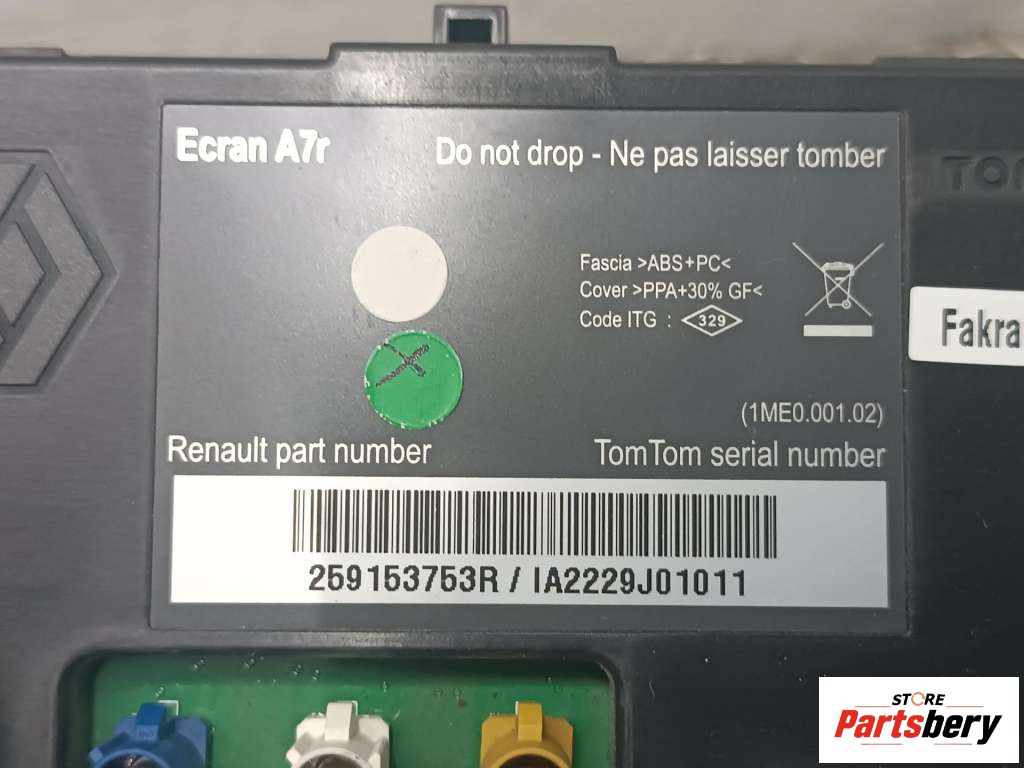 Ecran A7r
Do not drop - Ne pas laisser tomber
TOM
Fascia >ABS+PC<
Cover >PPA+30% GF<
Code ITG : 329
Fakra
(1ME0.001.02)
Renault part number
TomTom serial number
259153753R / IA2229J01011
STORE
Partsbery